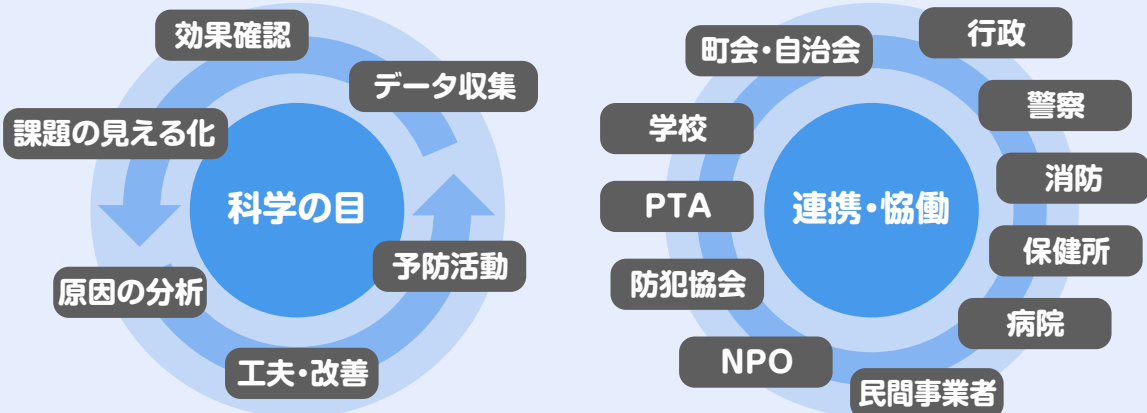 科学の目
効果確認
データ収集
課題の見える化
原因の分析
予防活動
工夫・改善
連携・協働
町会・自治会
行政
学校
警察
PTA
消防
防犯協会
保健所
NPO
病院
民間事業者